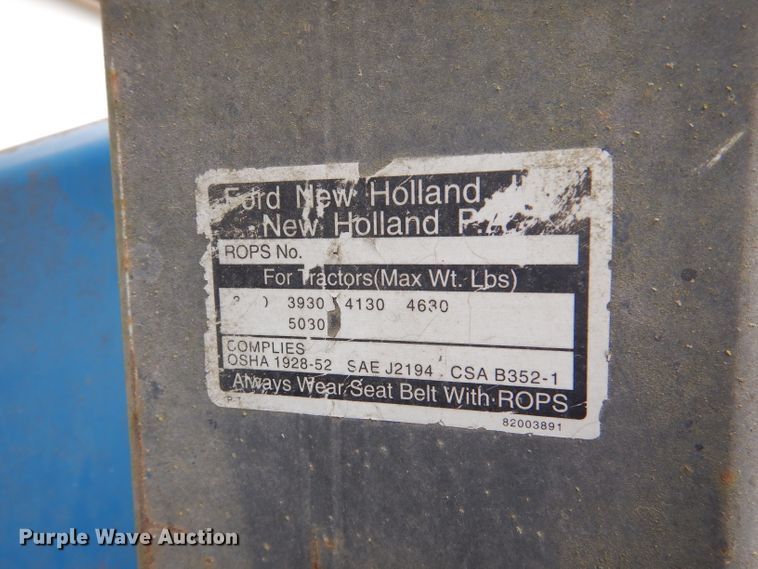 Ford New Holland
New Holland
ROPS No.
For Tractors(Max Wt. Lbs)
3930 4130 4630
5030
COMPLIES
OSHA 1928-52 SAE J2194 CSA B352-1
Always Wear Seat Belt With ROPS
82003891
Purple Wave Auction®